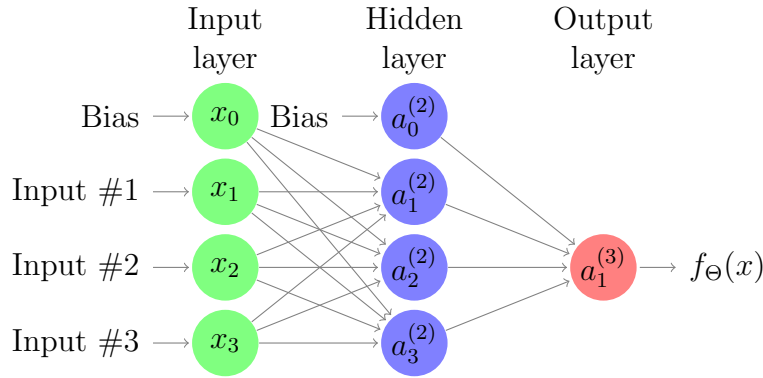 Input layer
Hidden layer
Output layer
Bias
x₀
Bias
a₀⁽²⁾
Input #1
x₁
a₁⁽²⁾
Input #2
x₂
a₂⁽²⁾
a₁⁽³⁾
f_Θ(x)
Input #3
x₃
a₃⁽²⁾